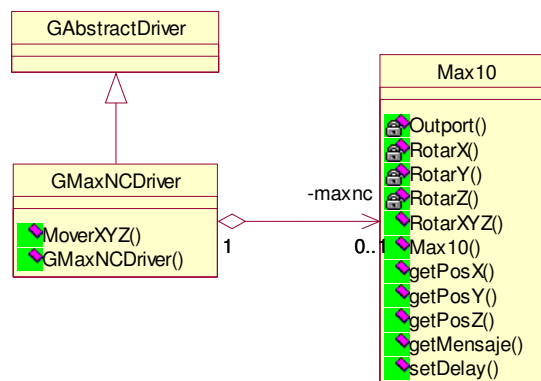 GAbstractDriver
GMaxNCDriver
MoverXYZ()
GMaxNCDriver()
1
-maxnc
0..1
Max10
Outport()
RotarX()
RotarY()
RotarZ()
RotarXYZ()
Max10()
getPosX()
getPosY()
getPosZ()
getMensaje()
setDelay()